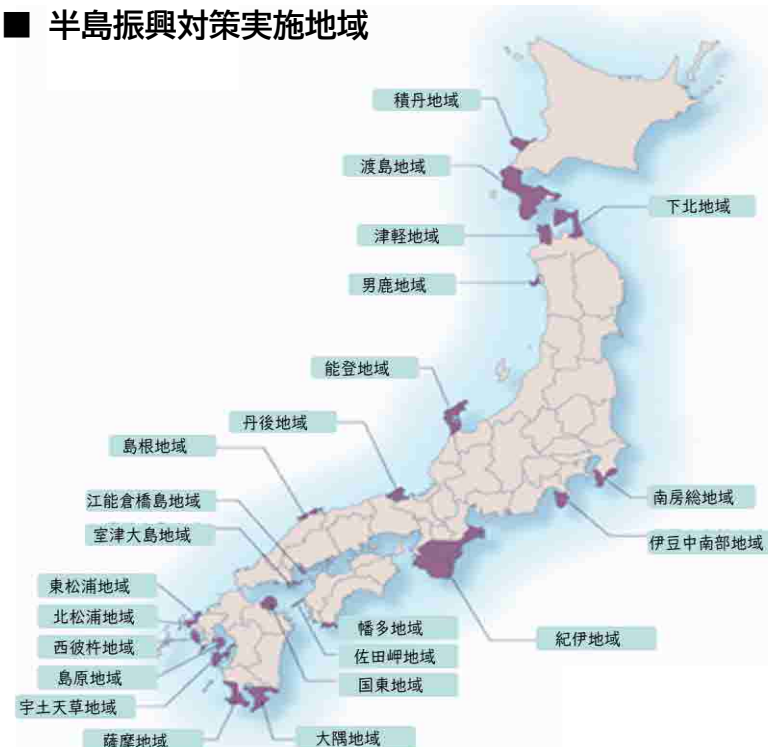 ■ 半島振興対策実施地域
積丹地域
渡島地域
下北地域
津軽地域
男鹿地域
能登地域
丹後地域
島根地域
江能倉橋島地域
室津大島地域
南房総地域
伊豆中南部地域
東松浦地域
北松浦地域
西彼杵地域
島原地域
宇土天草地域
幡多地域
佐田岬地域
国東地域
紀伊地域
薩摩地域
大隅地域